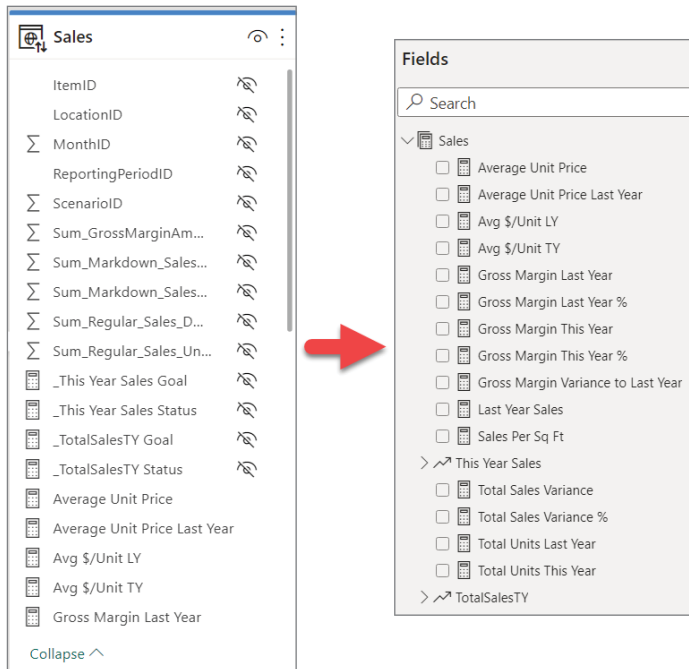 Sales
ItemID
LocationID
MonthID
ReportingPeriodID
ScenarioID
Sum_GrossMarginAm...
Sum_Markdown_Sales...
Sum_Markdown_Sales...
Sum_Regular_Sales_D...
Sum_Regular_Sales_Un...
_This Year Sales Goal
_This Year Sales Status
_TotalSalesTY Goal
_TotalSalesTY Status
Average Unit Price
Average Unit Price Last Year
Avg $/Unit LY
Avg $/Unit TY
Gross Margin Last Year
Collapse
Fields
Search
Sales
Average Unit Price
Average Unit Price Last Year
Avg $/Unit LY
Avg $/Unit TY
Gross Margin Last Year
Gross Margin Last Year %
Gross Margin This Year
Gross Margin This Year %
Gross Margin Variance to Last Year
Last Year Sales
Sales Per Sq Ft
This Year Sales
Total Sales Variance
Total Sales Variance %
Total Units Last Year
Total Units This Year
TotalSalesTY